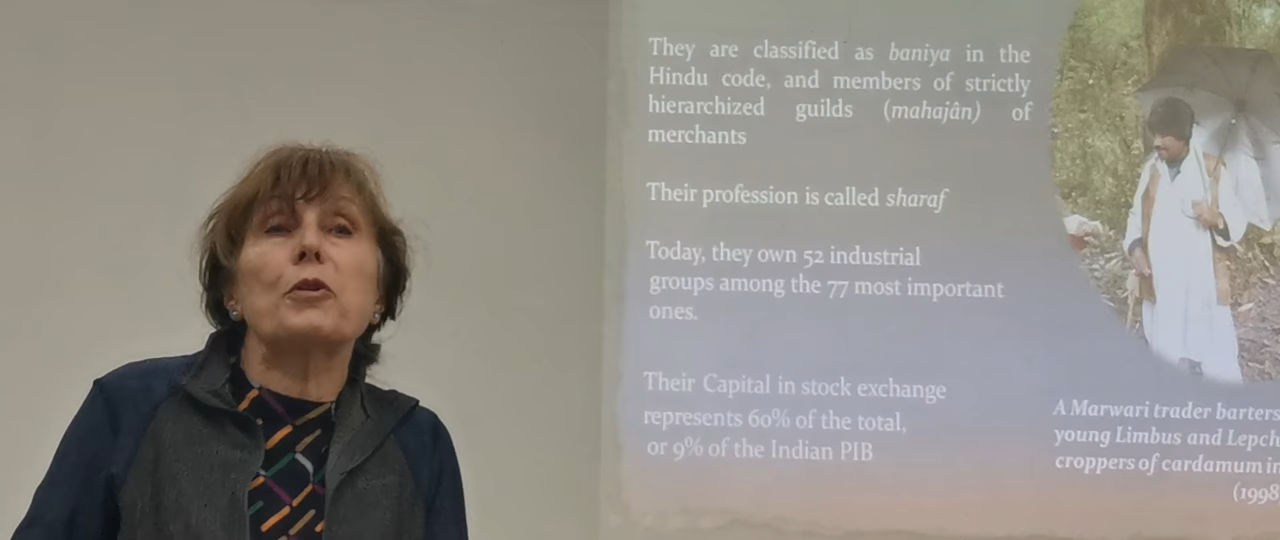 They are classified as baniya in the
Hindu code, and members of strictly
hierarchized guilds (mahajân) of
merchants
Their profession is called sharaf
Today, they own 52 industrial
groups among the 77 most important
ones.
Their Capital in stock exchange
represents 60% of the total,
or 9% of the Indian PIB
A Marwari trader barters
young Limbus and Lepch
croppers of cardamum in
(1998